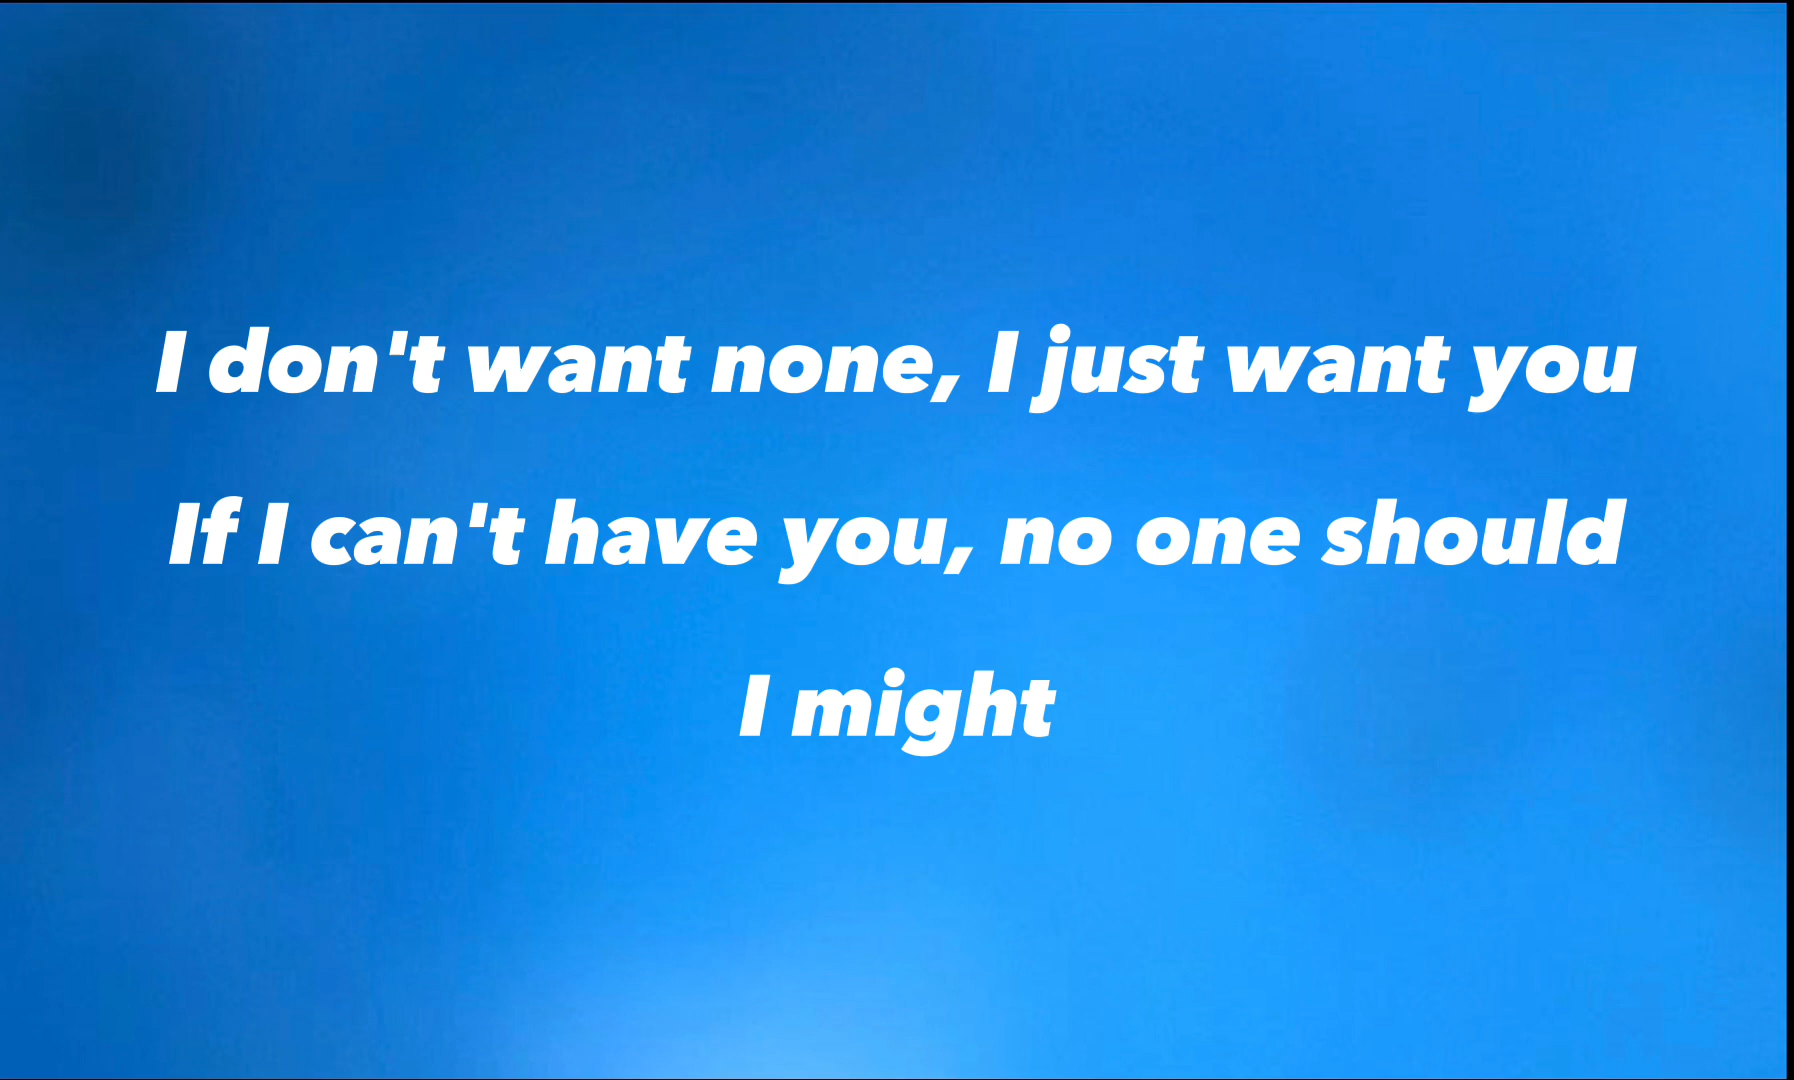 I don't want none, I just want you
If I can't have you, no one should
I might